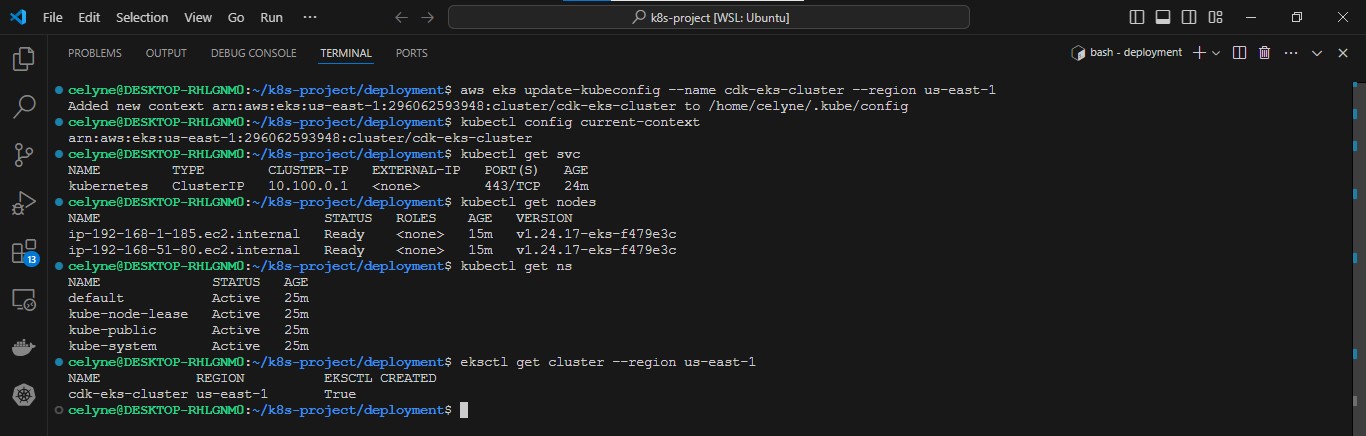 File Edit Selection View Go Run ··· k8s-project [WSL: Ubuntu]
PROBLEMS OUTPUT DEBUG CONSOLE TERMINAL PORTS bash - deployment
celyne@DESKTOP-RHLGNM0:~/k8s-project/deployment$ aws eks update-kubeconfig --name cdk-eks-cluster --region us-east-1
Added new context arn:aws:eks:us-east-1:296062593948:cluster/cdk-eks-cluster to /home/celyne/.kube/config
celyne@DESKTOP-RHLGNM0:~/k8s-project/deployment$ kubectl config current-context
arn:aws:eks:us-east-1:296062593948:cluster/cdk-eks-cluster
celyne@DESKTOP-RHLGNM0:~/k8s-project/deployment$ kubectl get svc
NAME TYPE CLUSTER-IP EXTERNAL-IP PORT(S) AGE
kubernetes ClusterIP 10.100.0.1 <none> 443/TCP 24m
celyne@DESKTOP-RHLGNM0:~/k8s-project/deployment$ kubectl get nodes
NAME STATUS ROLES AGE VERSION
ip-192-168-1-185.ec2.internal Ready <none> 15m v1.24.17-eks-f479e3c
ip-192-168-51-80.ec2.internal Ready <none> 15m v1.24.17-eks-f479e3c
celyne@DESKTOP-RHLGNM0:~/k8s-project/deployment$ kubectl get ns
NAME STATUS AGE
default Active 25m
kube-node-lease Active 25m
kube-public Active 25m
kube-system Active 25m
celyne@DESKTOP-RHLGNM0:~/k8s-project/deployment$ eksctl get cluster --region us-east-1
NAME REGION EKSCTL CREATED
cdk-eks-cluster us-east-1 True
celyne@DESKTOP-RHLGNM0:~/k8s-project/deployment$
13